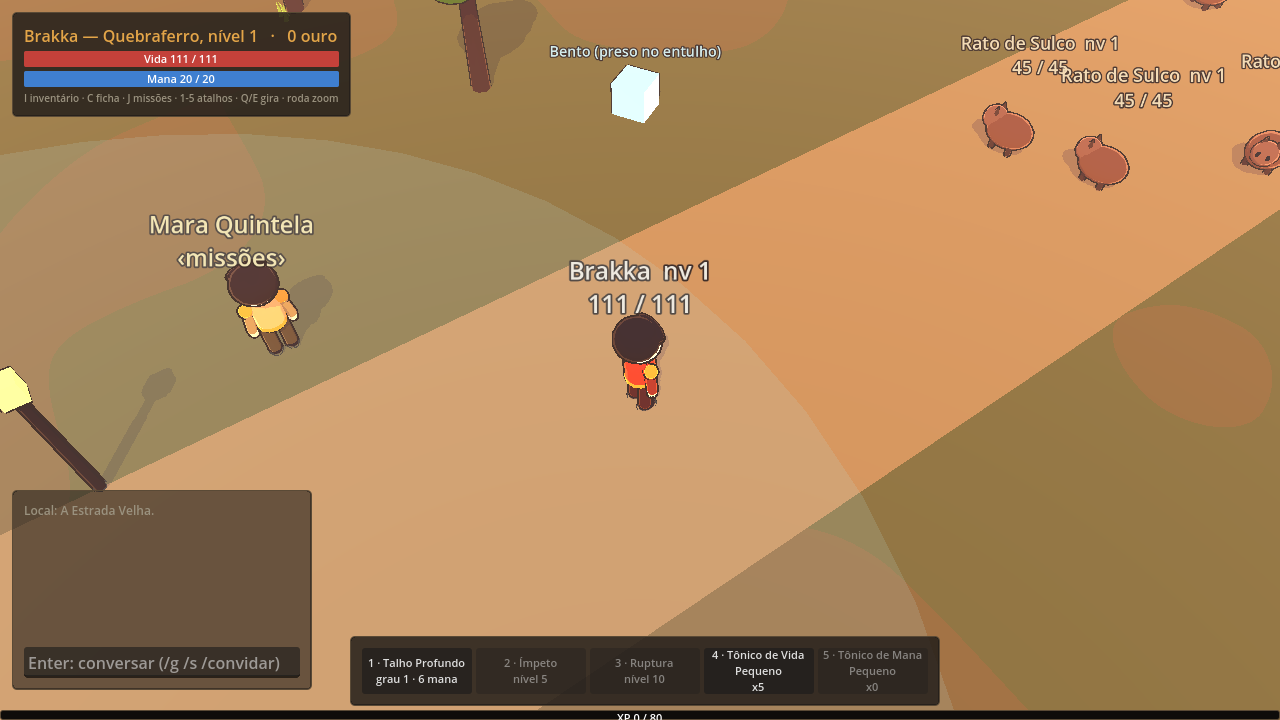 Brakka — Quebraferro, nível 1 · 0 ouro
Vida 111 / 111
Mana 20 / 20
I inventário · C ficha · J missões · 1-5 atalhos · Q/E gira · roda zoom
Bento (preso no entulho)
Rato de Sulco nv 1
45 / 45
Rato de Sulco nv 1
45 / 45
Rato
Mara Quintela
‹missões›
Brakka nv 1
111 / 111
Local: A Estrada Velha.
Enter: conversar (/g /s /convidar)
1 · Talho Profundo
grau 1 · 6 mana
2 · Ímpeto
nível 5
3 · Ruptura
nível 10
4 · Tônico de Vida
Pequeno
x5
5 · Tônico de Mana
Pequeno
x0
XP 0 / 80